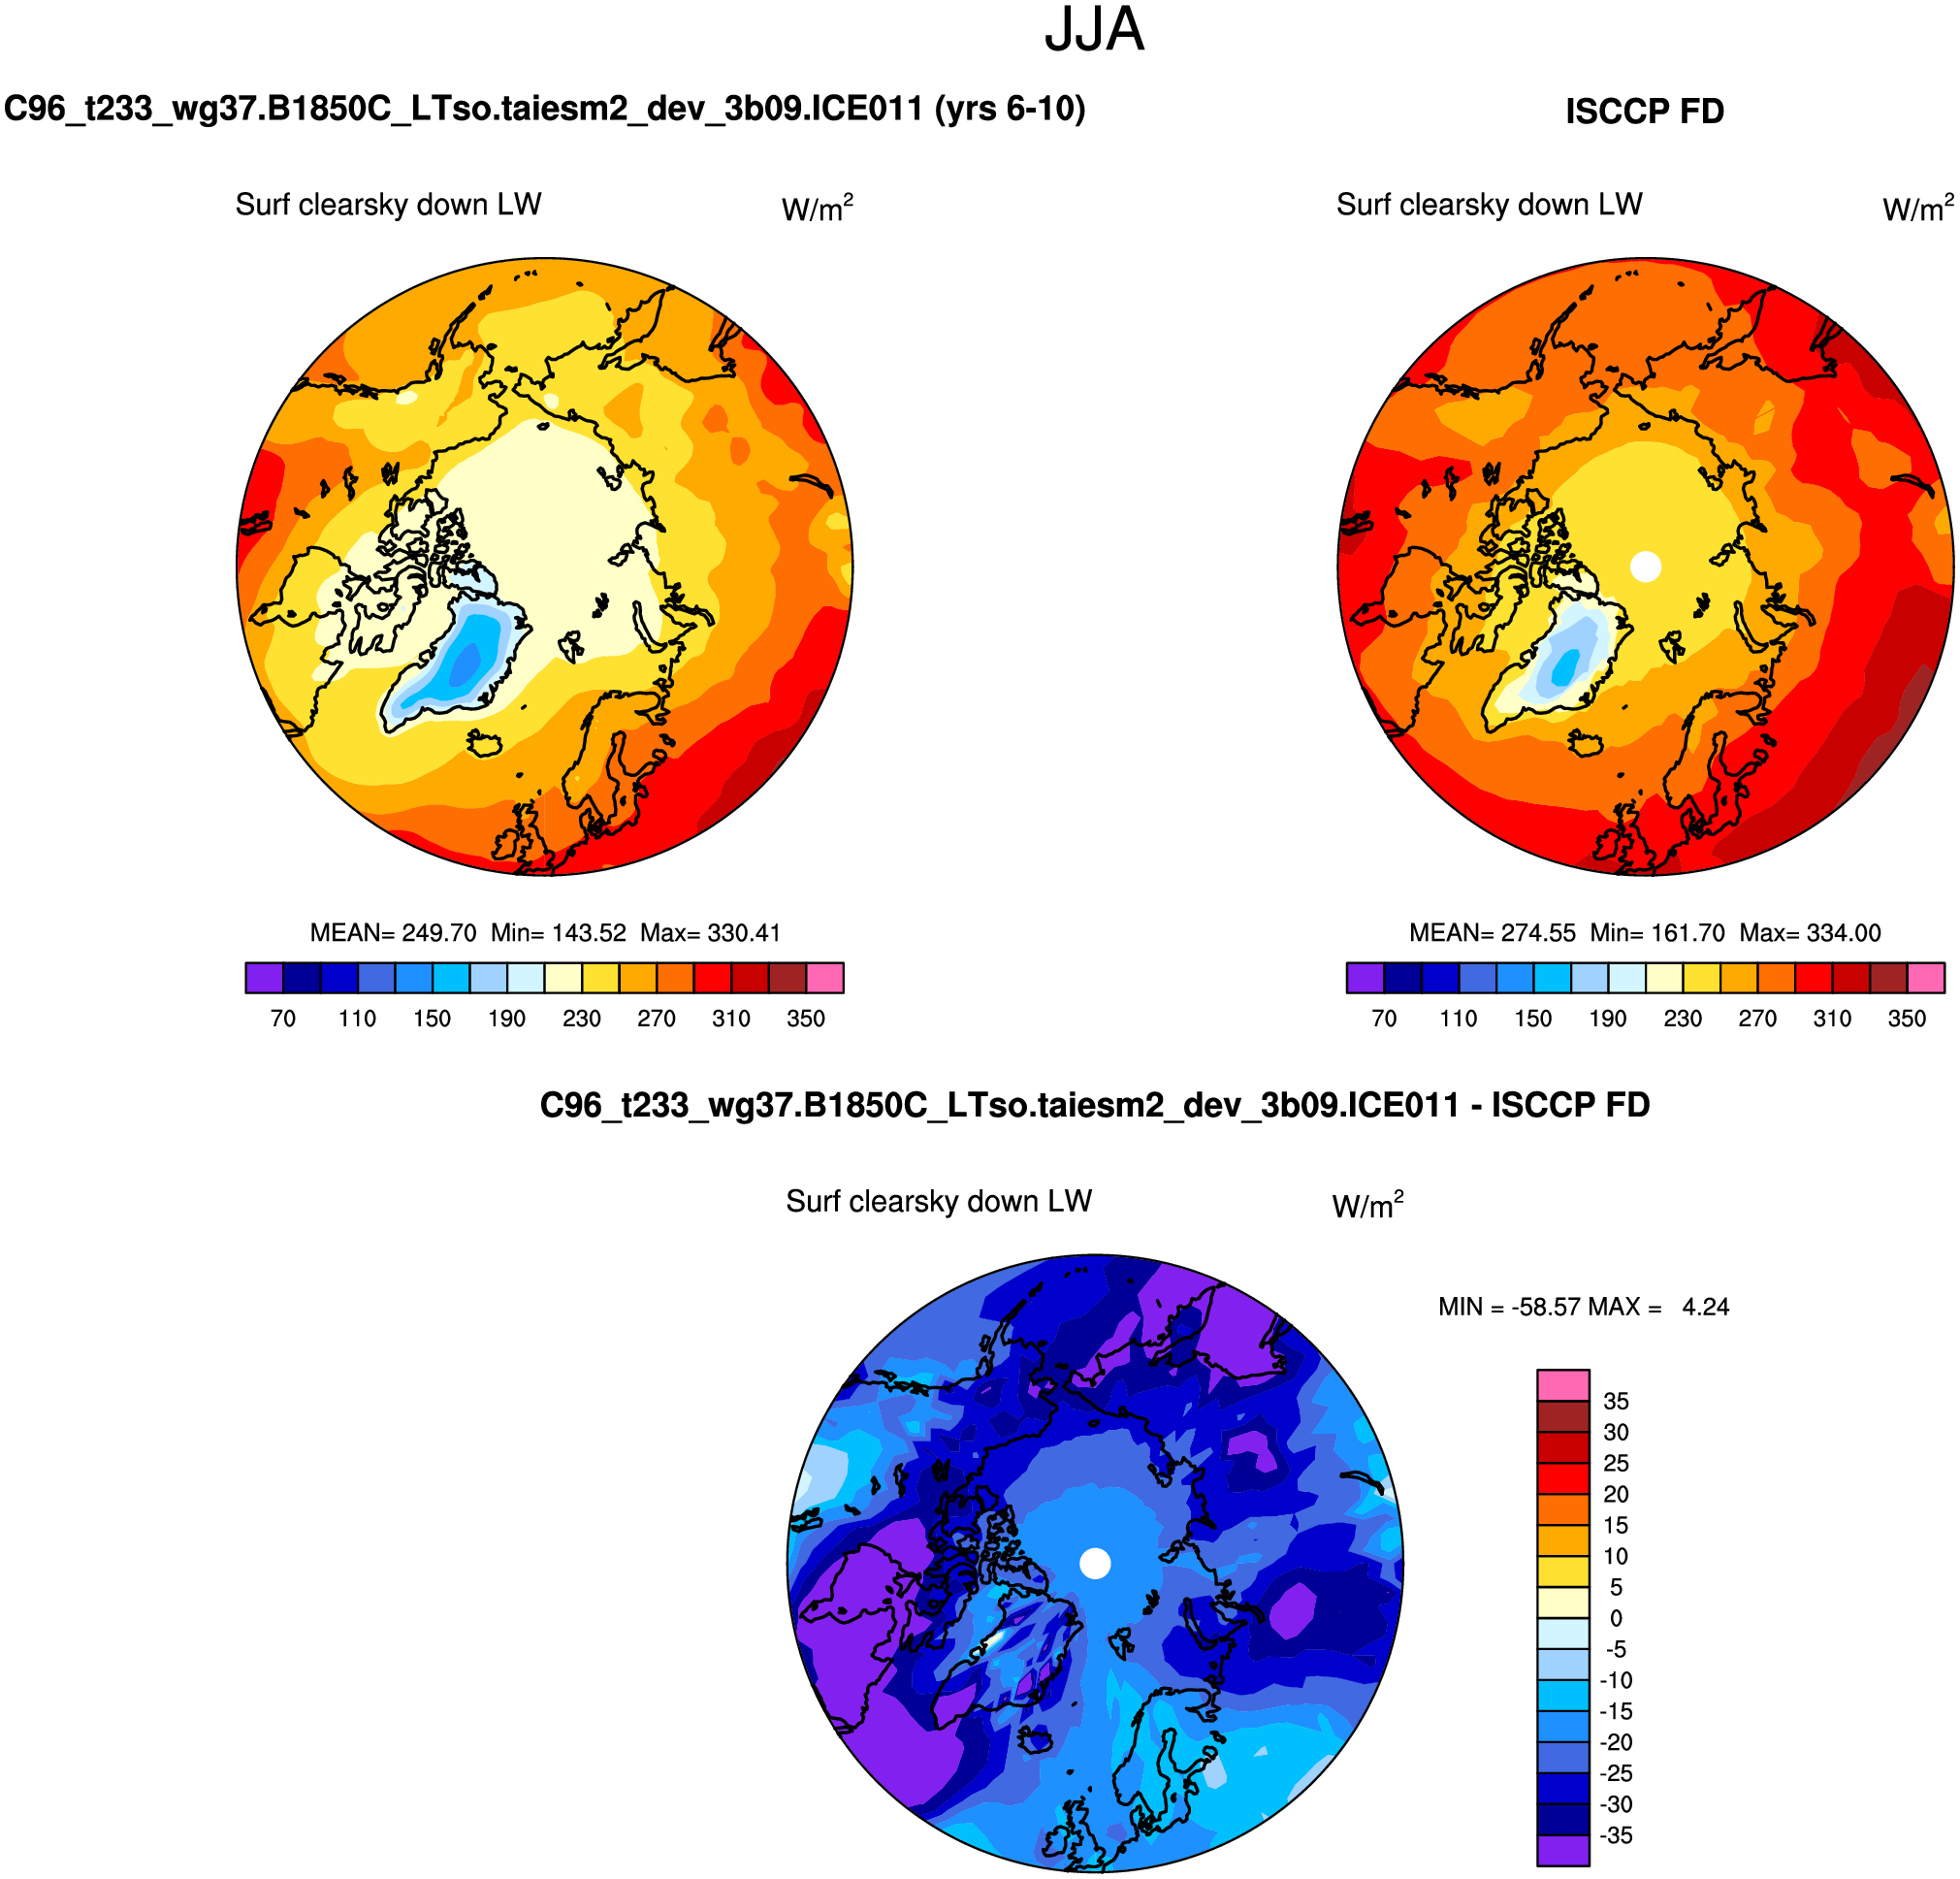 JJA
C96_t233_wg37.B1850C_LTso.taiesm2_dev_3b09.ICE011 (yrs 6-10)
ISCCP FD
Surf clearsky down LW W/m²
Surf clearsky down LW W/m²
MEAN= 249.70 Min= 143.52 Max= 330.41
70 110 150 190 230 270 310 350
MEAN= 274.55 Min= 161.70 Max= 334.00
70 110 150 190 230 270 310 350
C96_t233_wg37.B1850C_LTso.taiesm2_dev_3b09.ICE011 - ISCCP FD
Surf clearsky down LW W/m²
MIN = -58.57 MAX = 4.24
35
30
25
20
15
10
5
0
-5
-10
-15
-20
-25
-30
-35